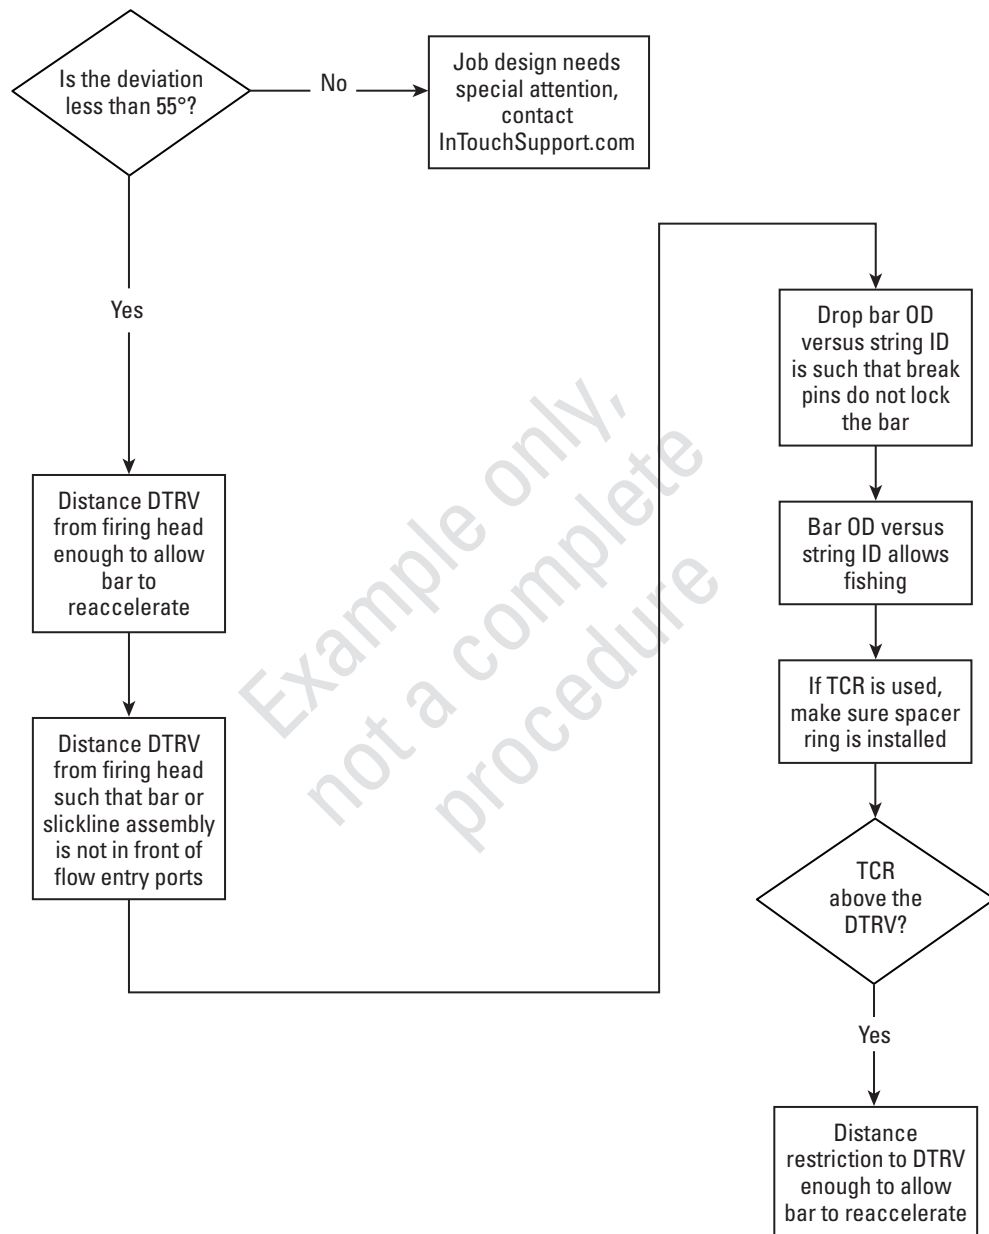 Is the deviation
less than 55°?
No
Job design needs
special attention,
contact
InTouchSupport.com
Yes
Distance DTRV
from firing head
enough to allow
bar to
reaccelerate
Distance DTRV
from firing head
such that bar or
slickline assembly
is not in front of
flow entry ports
Drop bar OD
versus string ID
is such that break
pins do not lock
the bar
Bar OD versus
string ID allows
fishing
If TCR is used,
make sure spacer
ring is installed
TCR
above the
DTRV?
Yes
Distance
restriction to DTRV
enough to allow
bar to reaccelerate
Example only,
not a complete
procedure